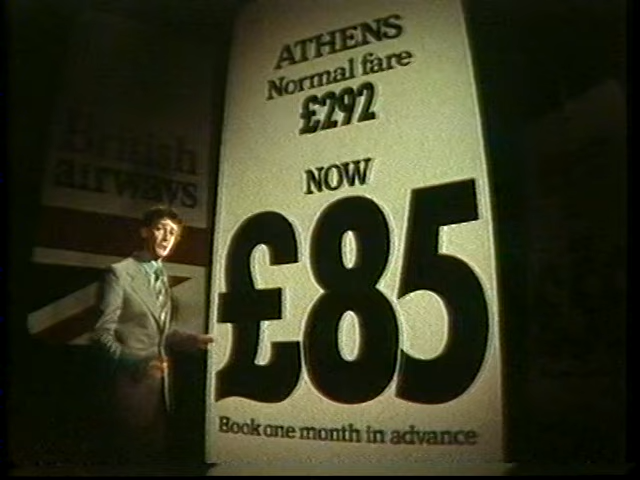 British
airways
ATHENS
Normal fare
£292
NOW
£85
Book one month in advance